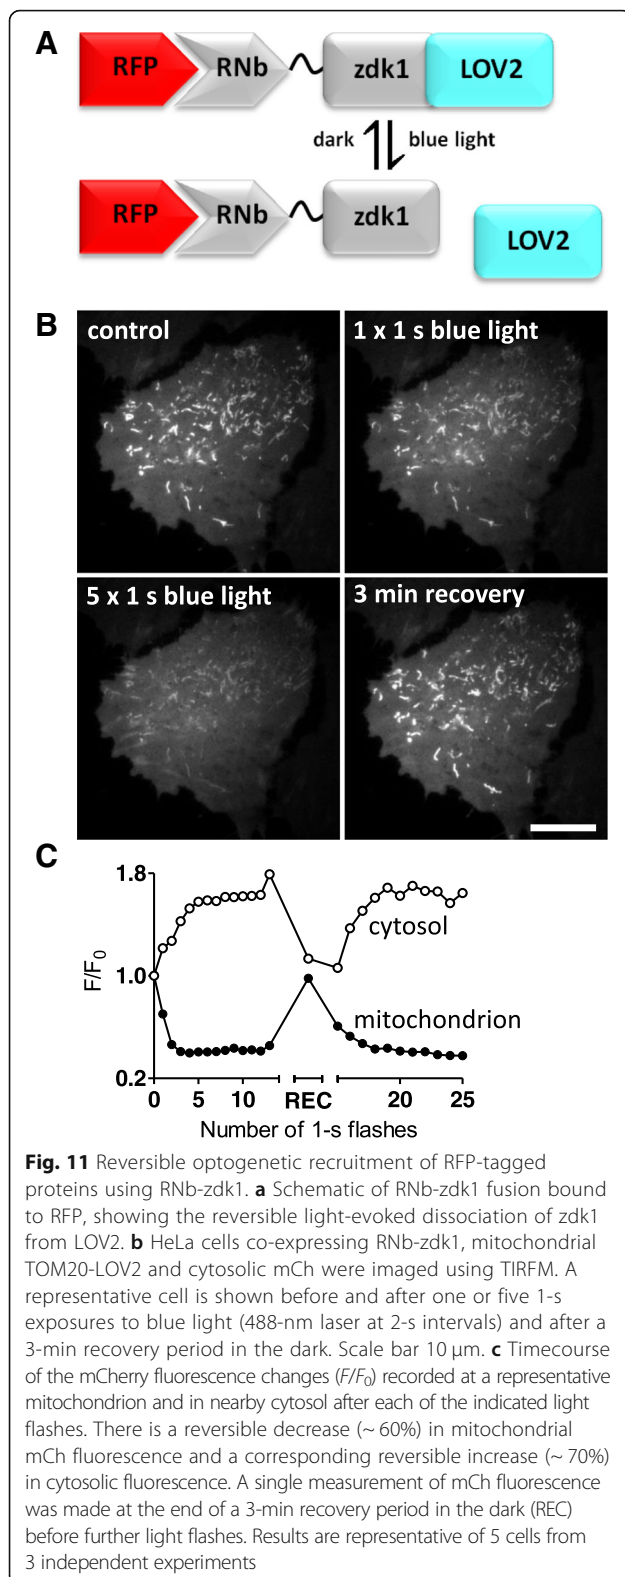 A
RFP RNb zdk1 LOV2
dark blue light
RFP RNb zdk1
LOV2
B
control 1 x 1 s blue light
5 x 1 s blue light 3 min recovery
C
1.8
cytosol
F/F0
1.0
mitochondrion
0.2
0 5 10 REC 20 25
Number of 1-s flashes
Fig. 11 Reversible optogenetic recruitment of RFP-tagged
proteins using RNb-zdk1. a Schematic of RNb-zdk1 fusion bound
to RFP, showing the reversible light-evoked dissociation of zdk1
from LOV2. b HeLa cells co-expressing RNb-zdk1, mitochondrial
TOM20-LOV2 and cytosolic mCh were imaged using TIRFM. A
representative cell is shown before and after one or five 1-s
exposures to blue light (488-nm laser at 2-s intervals) and after a
3-min recovery period in the dark. Scale bar 10 μm. c Timecourse
of the mCherry fluorescence changes (F/F0) recorded at a representative
mitochondrion and in nearby cytosol after each of the indicated light
flashes. There is a reversible decrease (~ 60%) in mitochondrial
mCh fluorescence and a corresponding reversible increase (~ 70%)
in cytosolic fluorescence. A single measurement of mCh fluorescence
was made at the end of a 3-min recovery period in the dark (REC)
before further light flashes. Results are representative of 5 cells from
3 independent experiments